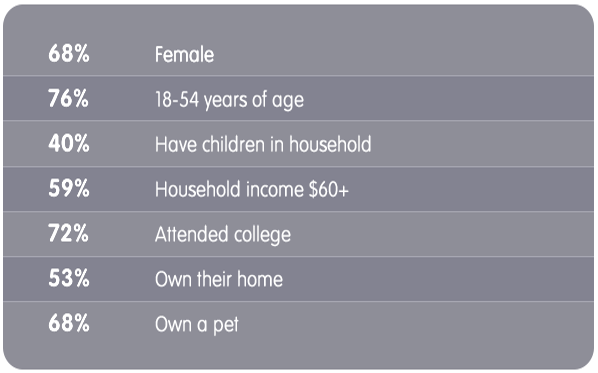 68% Female
76% 18-54 years of age
40% Have children in household
59% Household income $60+
72% Attended college
53% Own their home
68% Own a pet